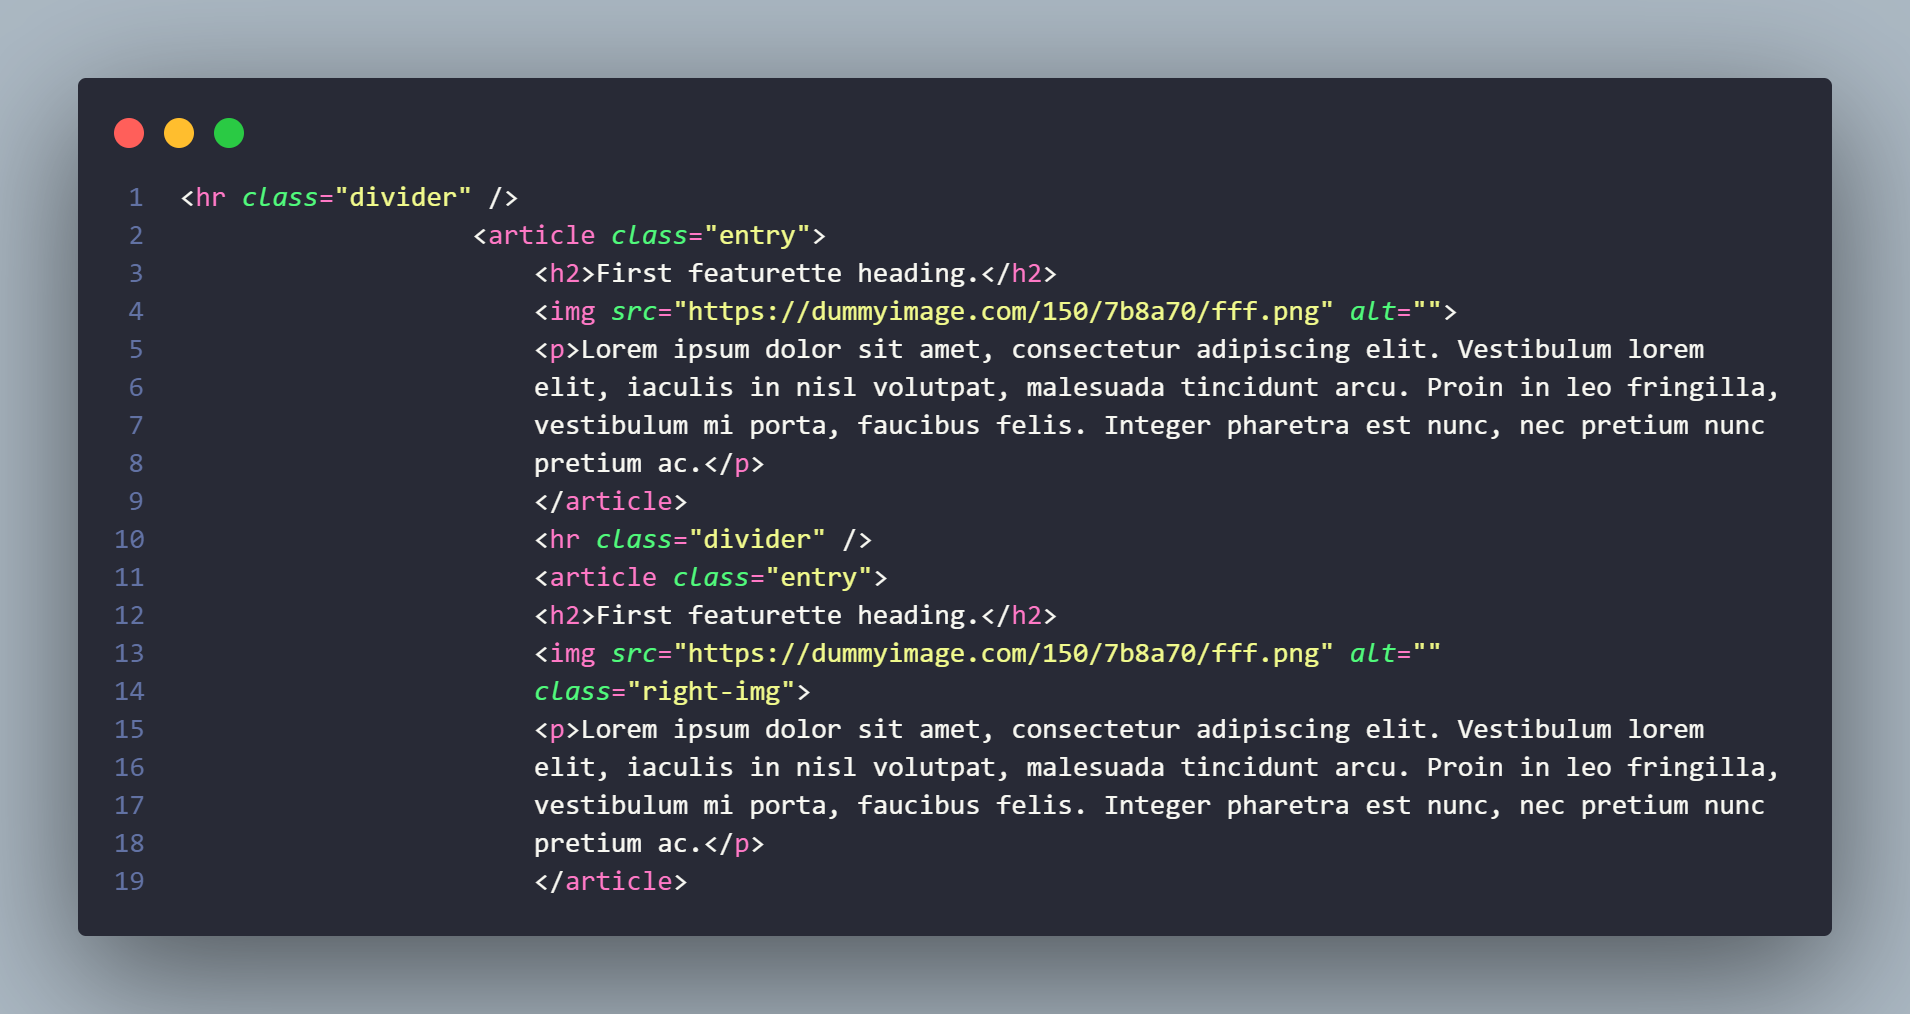 1 <hr class="divider" />
2 <article class="entry">
3 <h2>First featurette heading.</h2>
4 <img src="https://dummyimage.com/150/7b8a70/fff.png" alt="">
5 <p>Lorem ipsum dolor sit amet, consectetur adipiscing elit. Vestibulum lorem
6 elit, iaculis in nisl volutpat, malesuada tincidunt arcu. Proin in leo fringilla,
7 vestibulum mi porta, faucibus felis. Integer pharetra est nunc, nec pretium nunc
8 pretium ac.</p>
9 </article>
10 <hr class="divider" />
11 <article class="entry">
12 <h2>First featurette heading.</h2>
13 <img src="https://dummyimage.com/150/7b8a70/fff.png" alt=""
14 class="right-img">
15 <p>Lorem ipsum dolor sit amet, consectetur adipiscing elit. Vestibulum lorem
16 elit, iaculis in nisl volutpat, malesuada tincidunt arcu. Proin in leo fringilla,
17 vestibulum mi porta, faucibus felis. Integer pharetra est nunc, nec pretium nunc
18 pretium ac.</p>
19 </article>